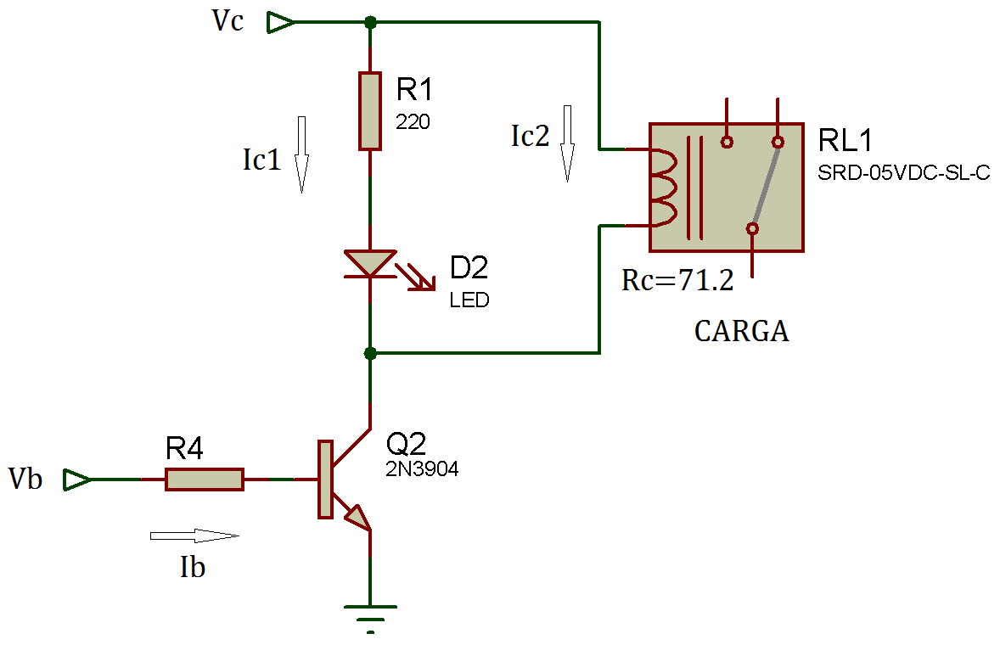 Vc
R1
220
Ic1
Ic2
RL1
SRD-05VDC-SL-C
D2
LED
Rc=71.2
CARGA
R4
Q2
2N3904
Vb
Ib